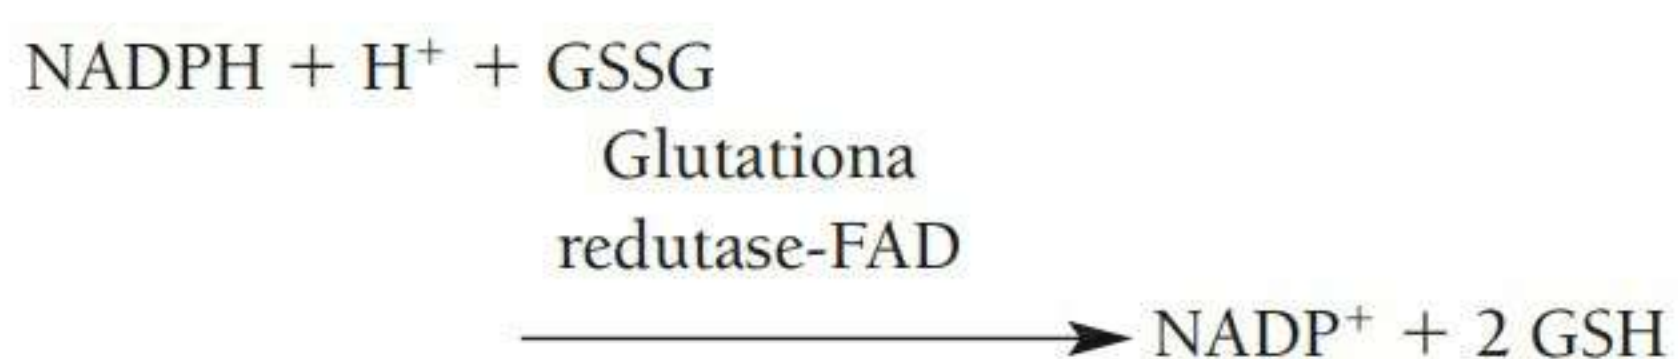 NADPH + H⁺ + GSSG
Glutationa
redutase-FAD
NADP⁺ + 2 GSH